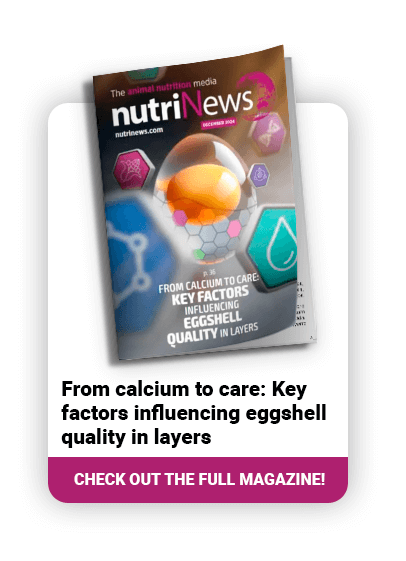 The animal nutrition media
nutriNews
nutrinews.com
DECEMBER 2024
FROM CALCIUM TO CARE:
KEY FACTORS
INFLUENCING
EGGSHELL
QUALITY IN LAYERS
From calcium to care: Key
factors influencing eggshell
quality in layers
CHECK OUT THE FULL MAGAZINE!